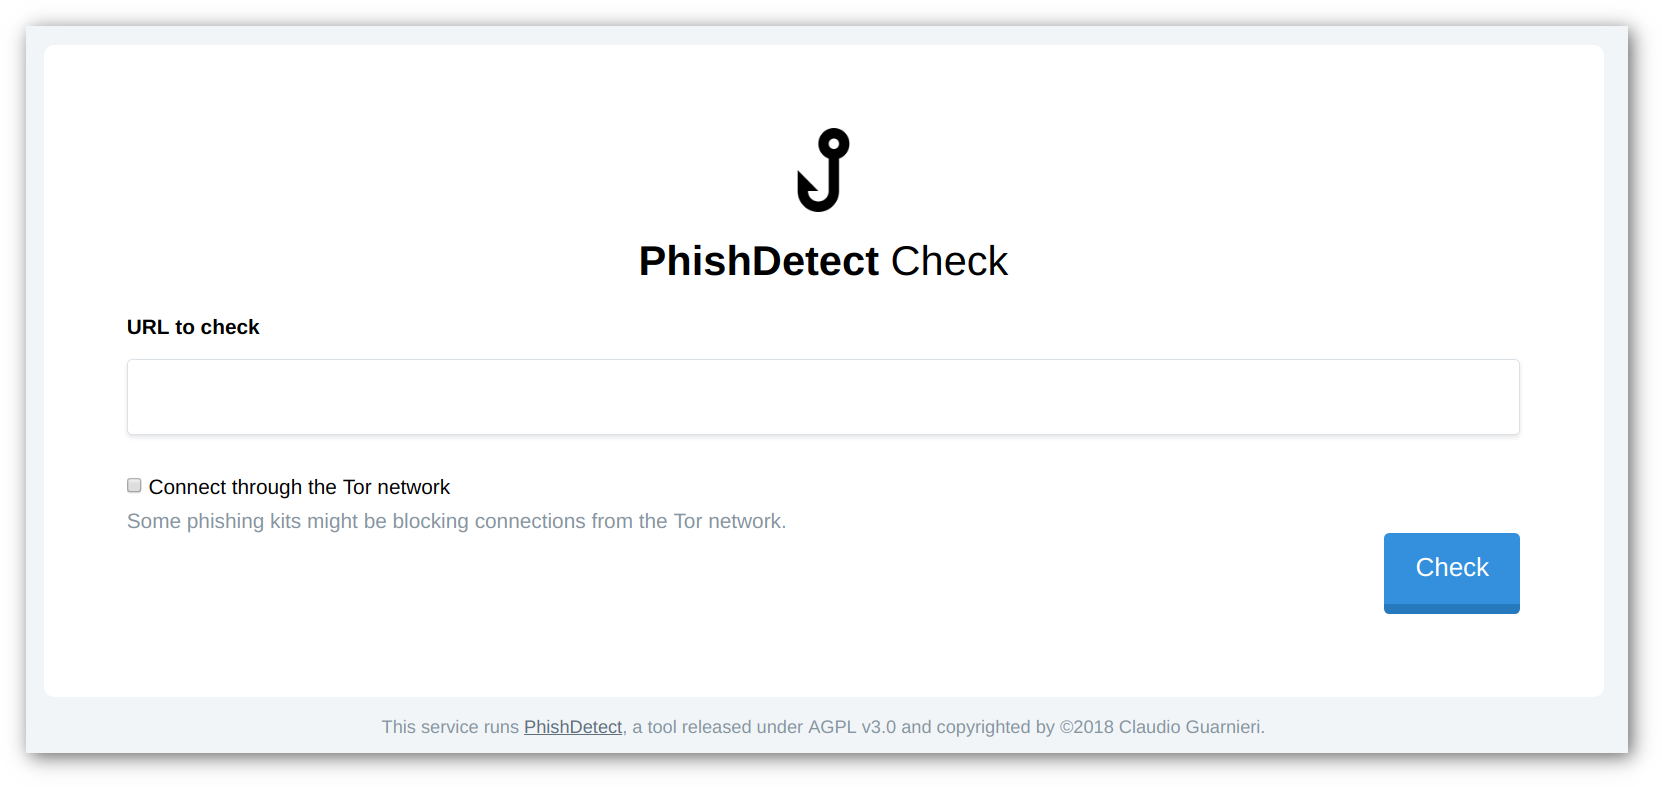 PhishDetect Check
URL to check
Connect through the Tor network
Some phishing kits might be blocking connections from the Tor network.
Check
This service runs PhishDetect, a tool released under AGPL v3.0 and copyrighted by ©2018 Claudio Guarnieri.